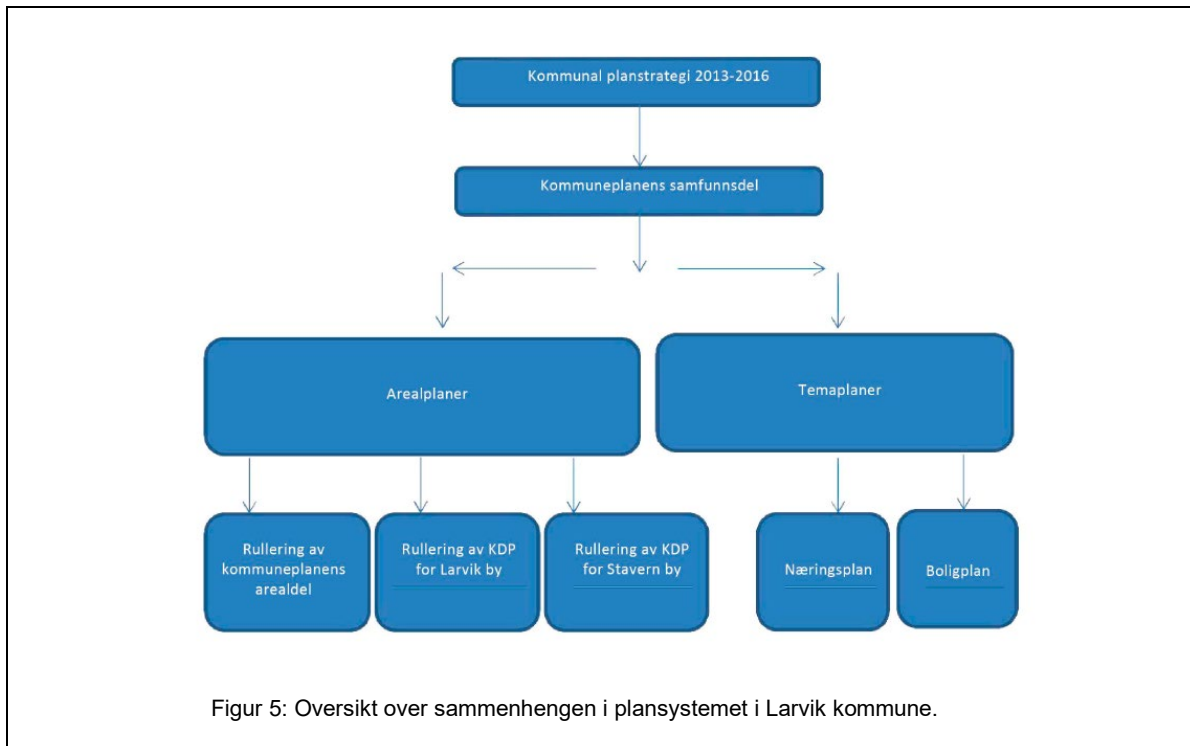 Kommunal planstrategi 2013-2016
Kommuneplanens samfunnsdel
Arealplaner
Temaplaner
Rullering av
kommuneplanens
arealdel
Rullering av KDP
for Larvik by
Rullering av KDP
for Stavern by
Næringsplan
Boligplan
Figur 5: Oversikt over sammenhengen i plansystemet i Larvik kommune.